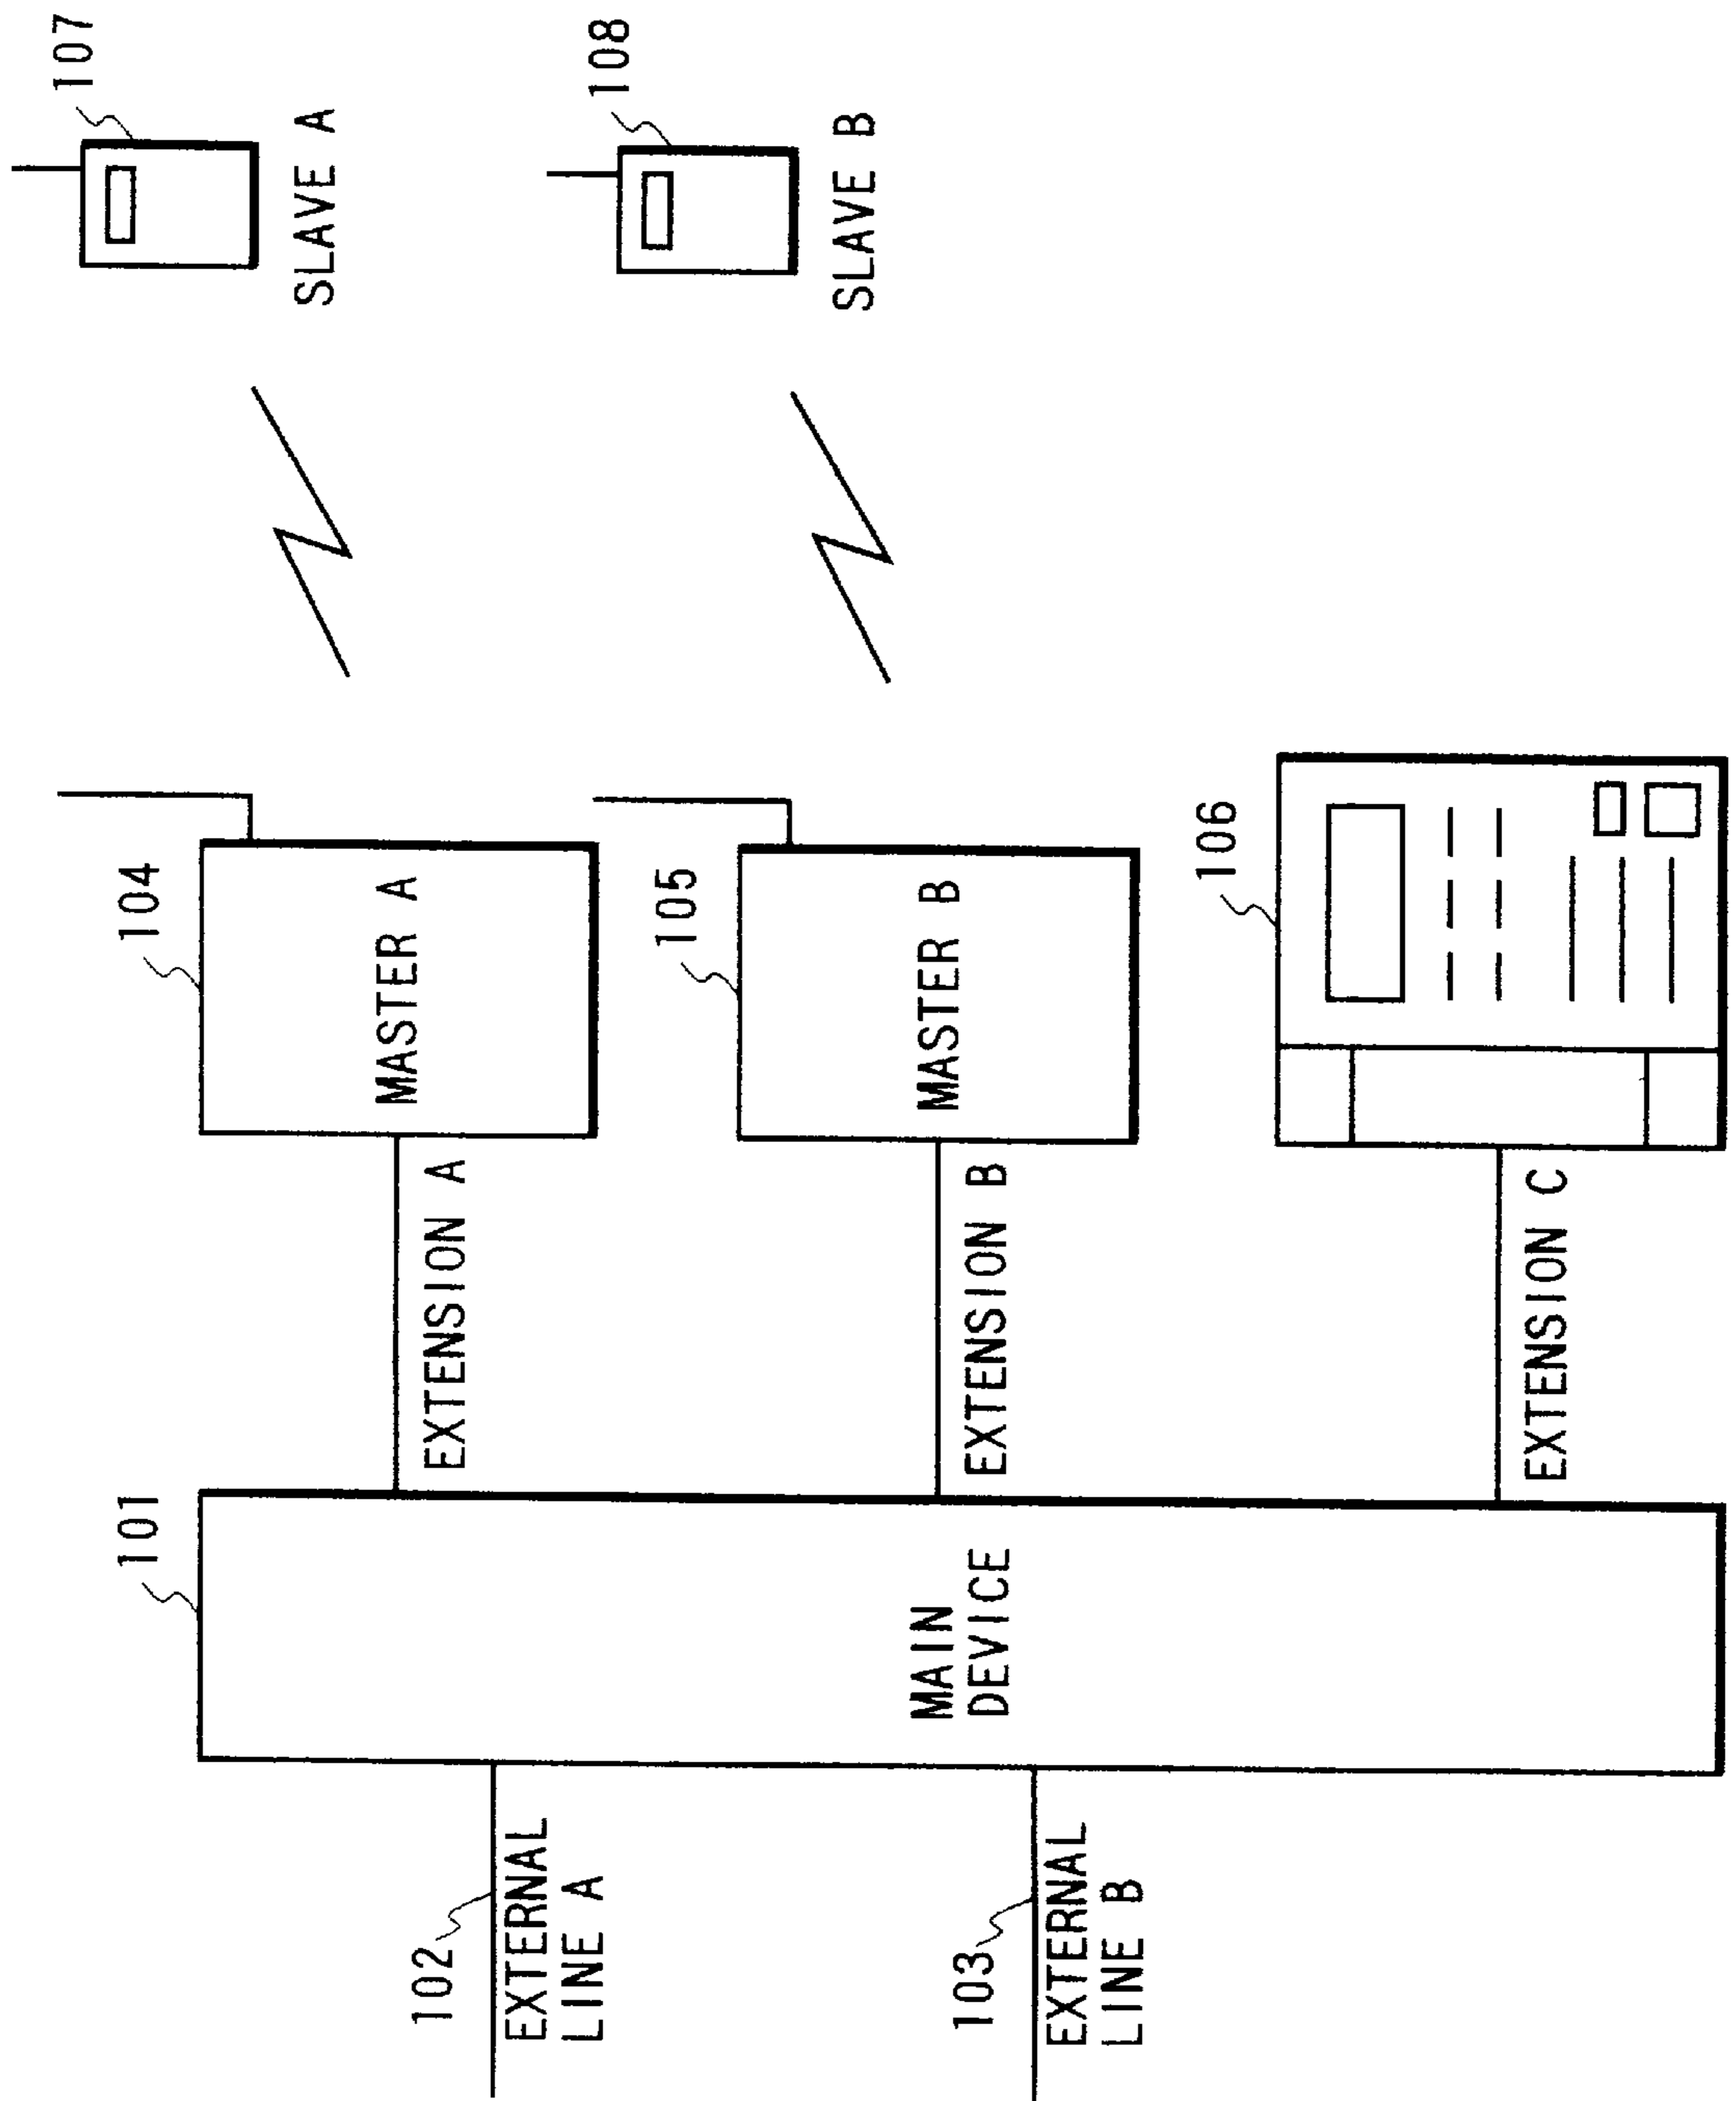 101
104
107
102
EXTERNAL
LINE A
EXTENSION A
MASTER A
SLAVE A
105
108
103
EXTERNAL
LINE B
MAIN
DEVICE
EXTENSION B
MASTER B
SLAVE B
106
EXTENSION C